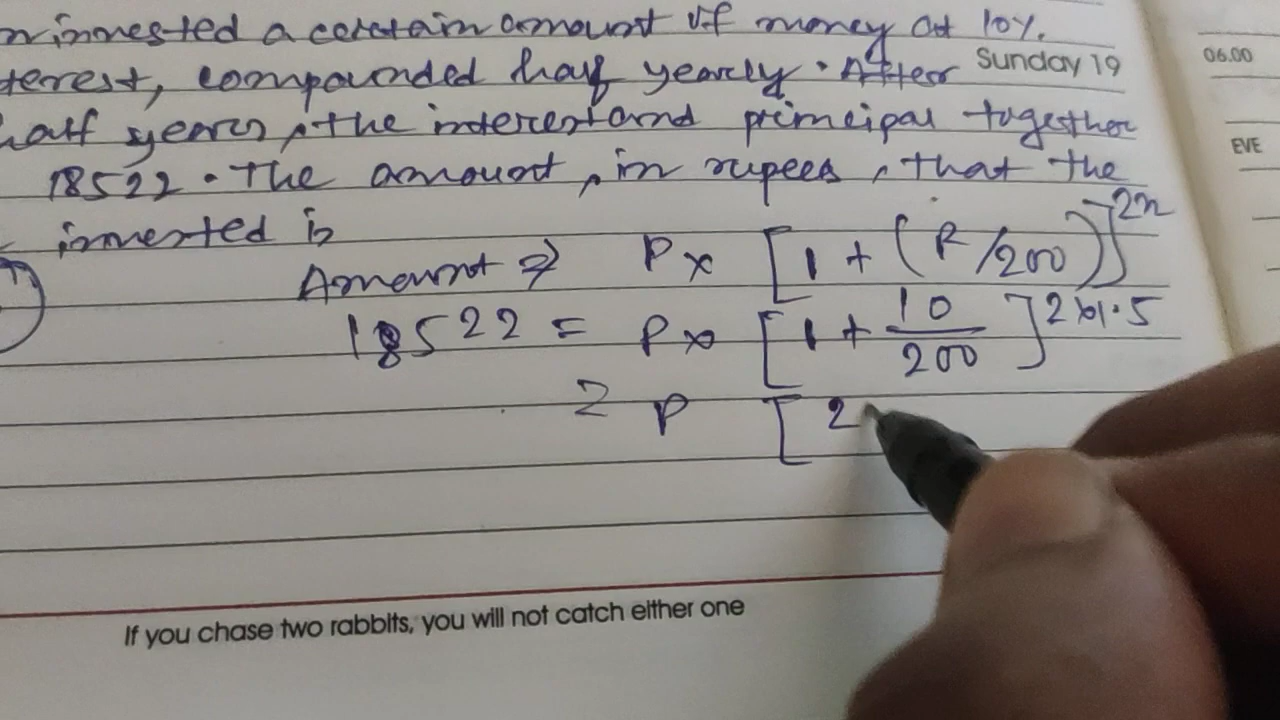 invested a certain amount of money at 10%.
terest, compounded half yearly. After
Sunday 19
06.00
half years, the interest and principal together
EVE
18522. The amount, in rupees, that the
invested is
Amount ⇒ P × [1 + (R/200)]^2n
18522 = P × [1 + 10/200]^2×1.5
= P [2
If you chase two rabbits, you will not catch either one